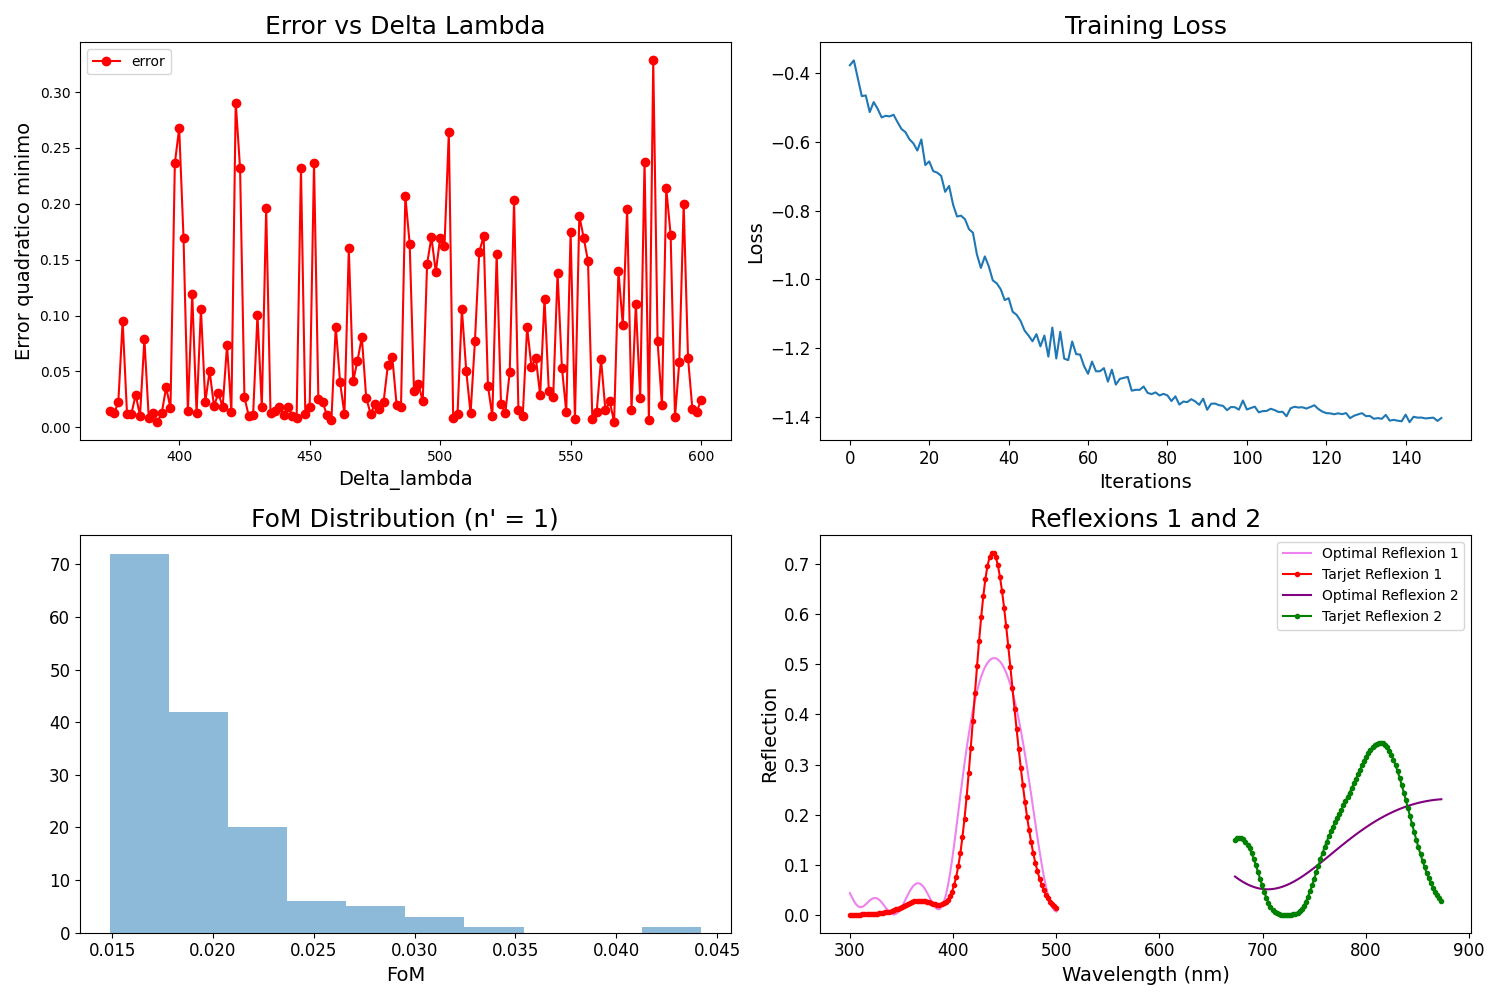 Error vs Delta Lambda
error
Error quadratico minimo
0.30
0.25
0.20
0.15
0.10
0.05
0.00
400 450 500 550 600
Delta_lambda
Training Loss
Loss
−0.4
−0.6
−0.8
−1.0
−1.2
−1.4
0 20 40 60 80 100 120 140
Iterations
FoM Distribution (n' = 1)
70
60
50
40
30
20
10
0
0.015 0.020 0.025 0.030 0.035 0.040 0.045
FoM
Reflexions 1 and 2
Optimal Reflexion 1
Tarjet Reflexion 1
Optimal Reflexion 2
Tarjet Reflexion 2
Reflection
0.7
0.6
0.5
0.4
0.3
0.2
0.1
0.0
300 400 500 600 700 800 900
Wavelength (nm)